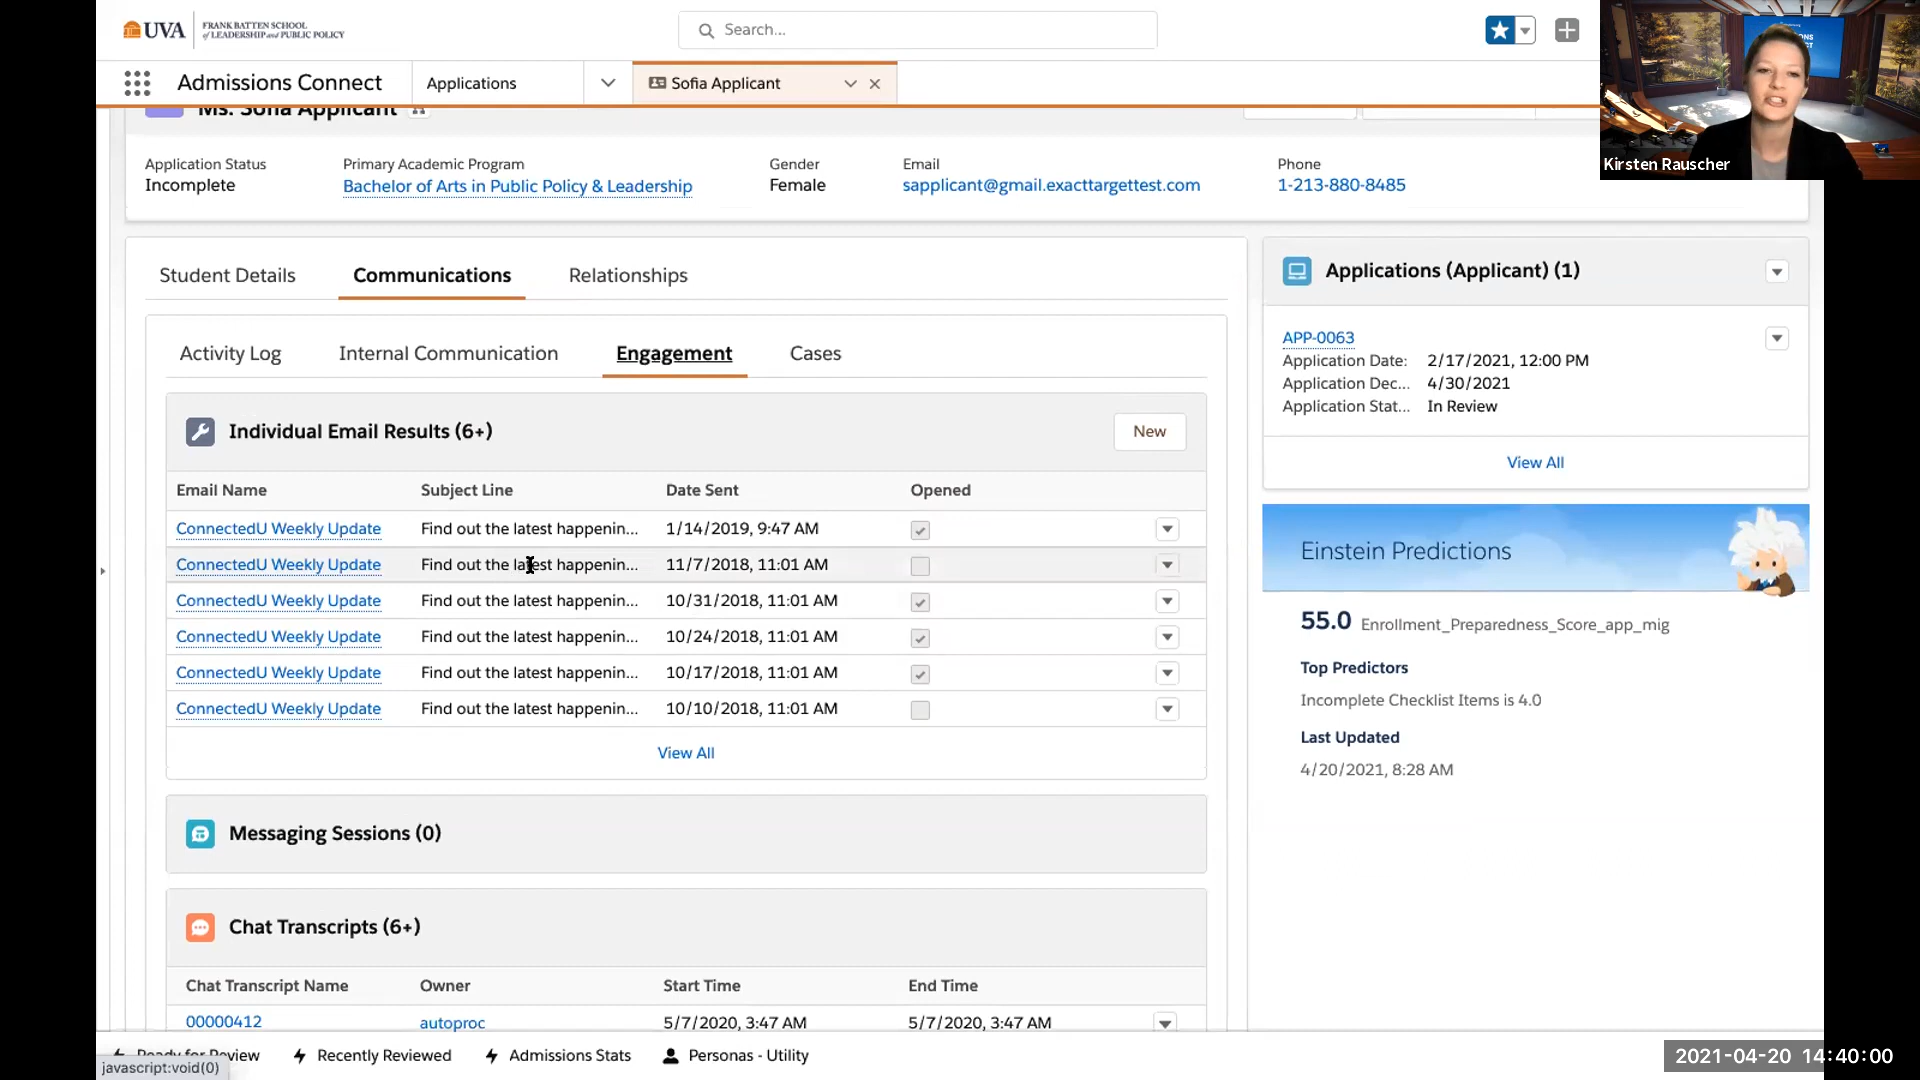 UVA
FRANK BATTEN SCHOOL
of LEADERSHIP and PUBLIC POLICY
Search...
Admissions Connect
Applications
Sofia Applicant
Ms. Sofia Applicant
Kirsten Rauscher
Application Status
Incomplete
Primary Academic Program
Bachelor of Arts in Public Policy & Leadership
Gender
Female
Email
sapplicant@gmail.exacttargettest.com
Phone
1-213-880-8485
Student Details
Communications
Relationships
Activity Log
Internal Communication
Engagement
Cases
Individual Email Results (6+)
New
Email Name Subject Line Date Sent Opened
ConnectedU Weekly Update Find out the latest happenin... 1/14/2019, 9:47 AM
ConnectedU Weekly Update Find out the latest happenin... 11/7/2018, 11:01 AM
ConnectedU Weekly Update Find out the latest happenin... 10/31/2018, 11:01 AM
ConnectedU Weekly Update Find out the latest happenin... 10/24/2018, 11:01 AM
ConnectedU Weekly Update Find out the latest happenin... 10/17/2018, 11:01 AM
ConnectedU Weekly Update Find out the latest happenin... 10/10/2018, 11:01 AM
View All
Messaging Sessions (0)
Chat Transcripts (6+)
Chat Transcript Name Owner Start Time End Time
00000412 autoproc 5/7/2020, 3:47 AM 5/7/2020, 3:47 AM
Applications (Applicant) (1)
APP-0063
Application Date: 2/17/2021, 12:00 PM
Application Dec... 4/30/2021
Application Stat... In Review
View All
Einstein Predictions
55.0 Enrollment_Preparedness_Score_app_mig
Top Predictors
Incomplete Checklist Items is 4.0
Last Updated
4/20/2021, 8:28 AM
Ready for Review
Recently Reviewed
Admissions Stats
Personas - Utility
javascript:void(0)
2021-04-20 14:40:00